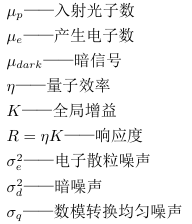 μ_p——入射光子数
μ_e——产生电子数
μ_dark——暗信号
η——量子效率
K——全局增益
R = ηK——响应度
σ_e^2——电子散粒噪声
σ_d^2——暗噪声
σ_q——数模转换均匀噪声